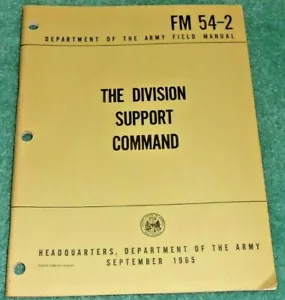 FM 54-2
DEPARTMENT OF THE ARMY FIELD MANUAL
THE DIVISION
SUPPORT
COMMAND
HEADQUARTERS, DEPARTMENT OF THE ARMY
SEPTEMBER 1965